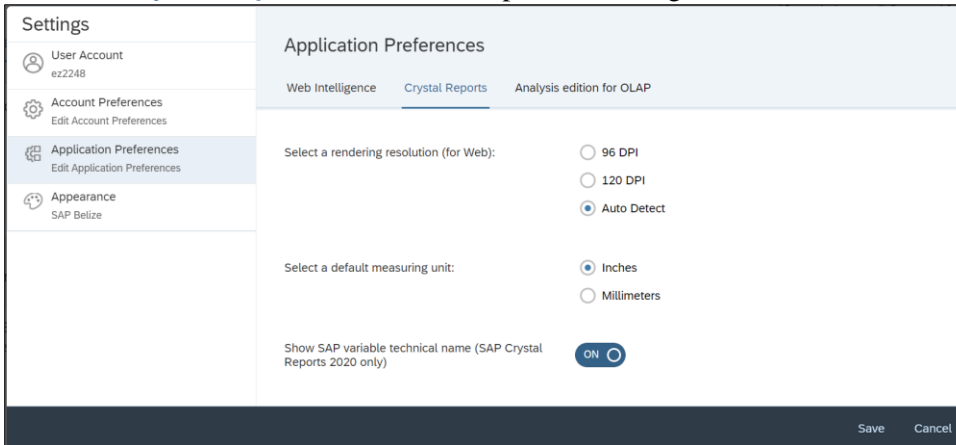 Settings
User Account
ez2248
Account Preferences
Edit Account Preferences
Application Preferences
Edit Application Preferences
Appearance
SAP Belize
Application Preferences
Web Intelligence Crystal Reports Analysis edition for OLAP
Select a rendering resolution (for Web):
96 DPI
120 DPI
Auto Detect
Select a default measuring unit:
Inches
Millimeters
Show SAP variable technical name (SAP Crystal
Reports 2020 only)
ON
Save Cancel